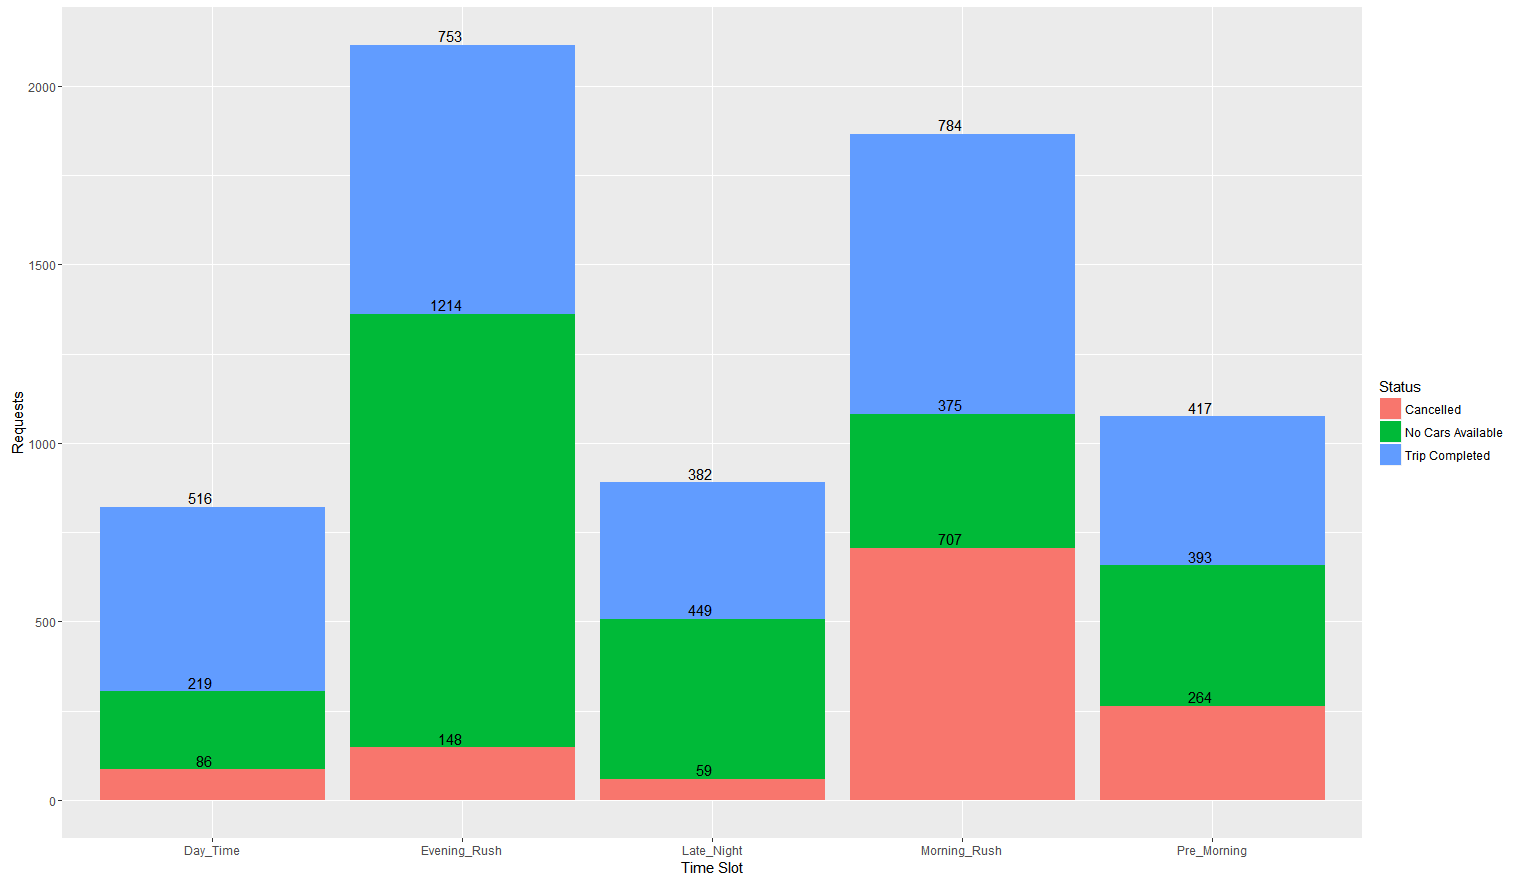 753
2000
784
1500
1214
Requests
1000
375
417
Status
Cancelled
No Cars Available
Trip Completed
516
382
707
393
500
449
219
264
148
86
59
0
Day_Time
Evening_Rush
Late_Night
Morning_Rush
Pre_Morning
Time Slot